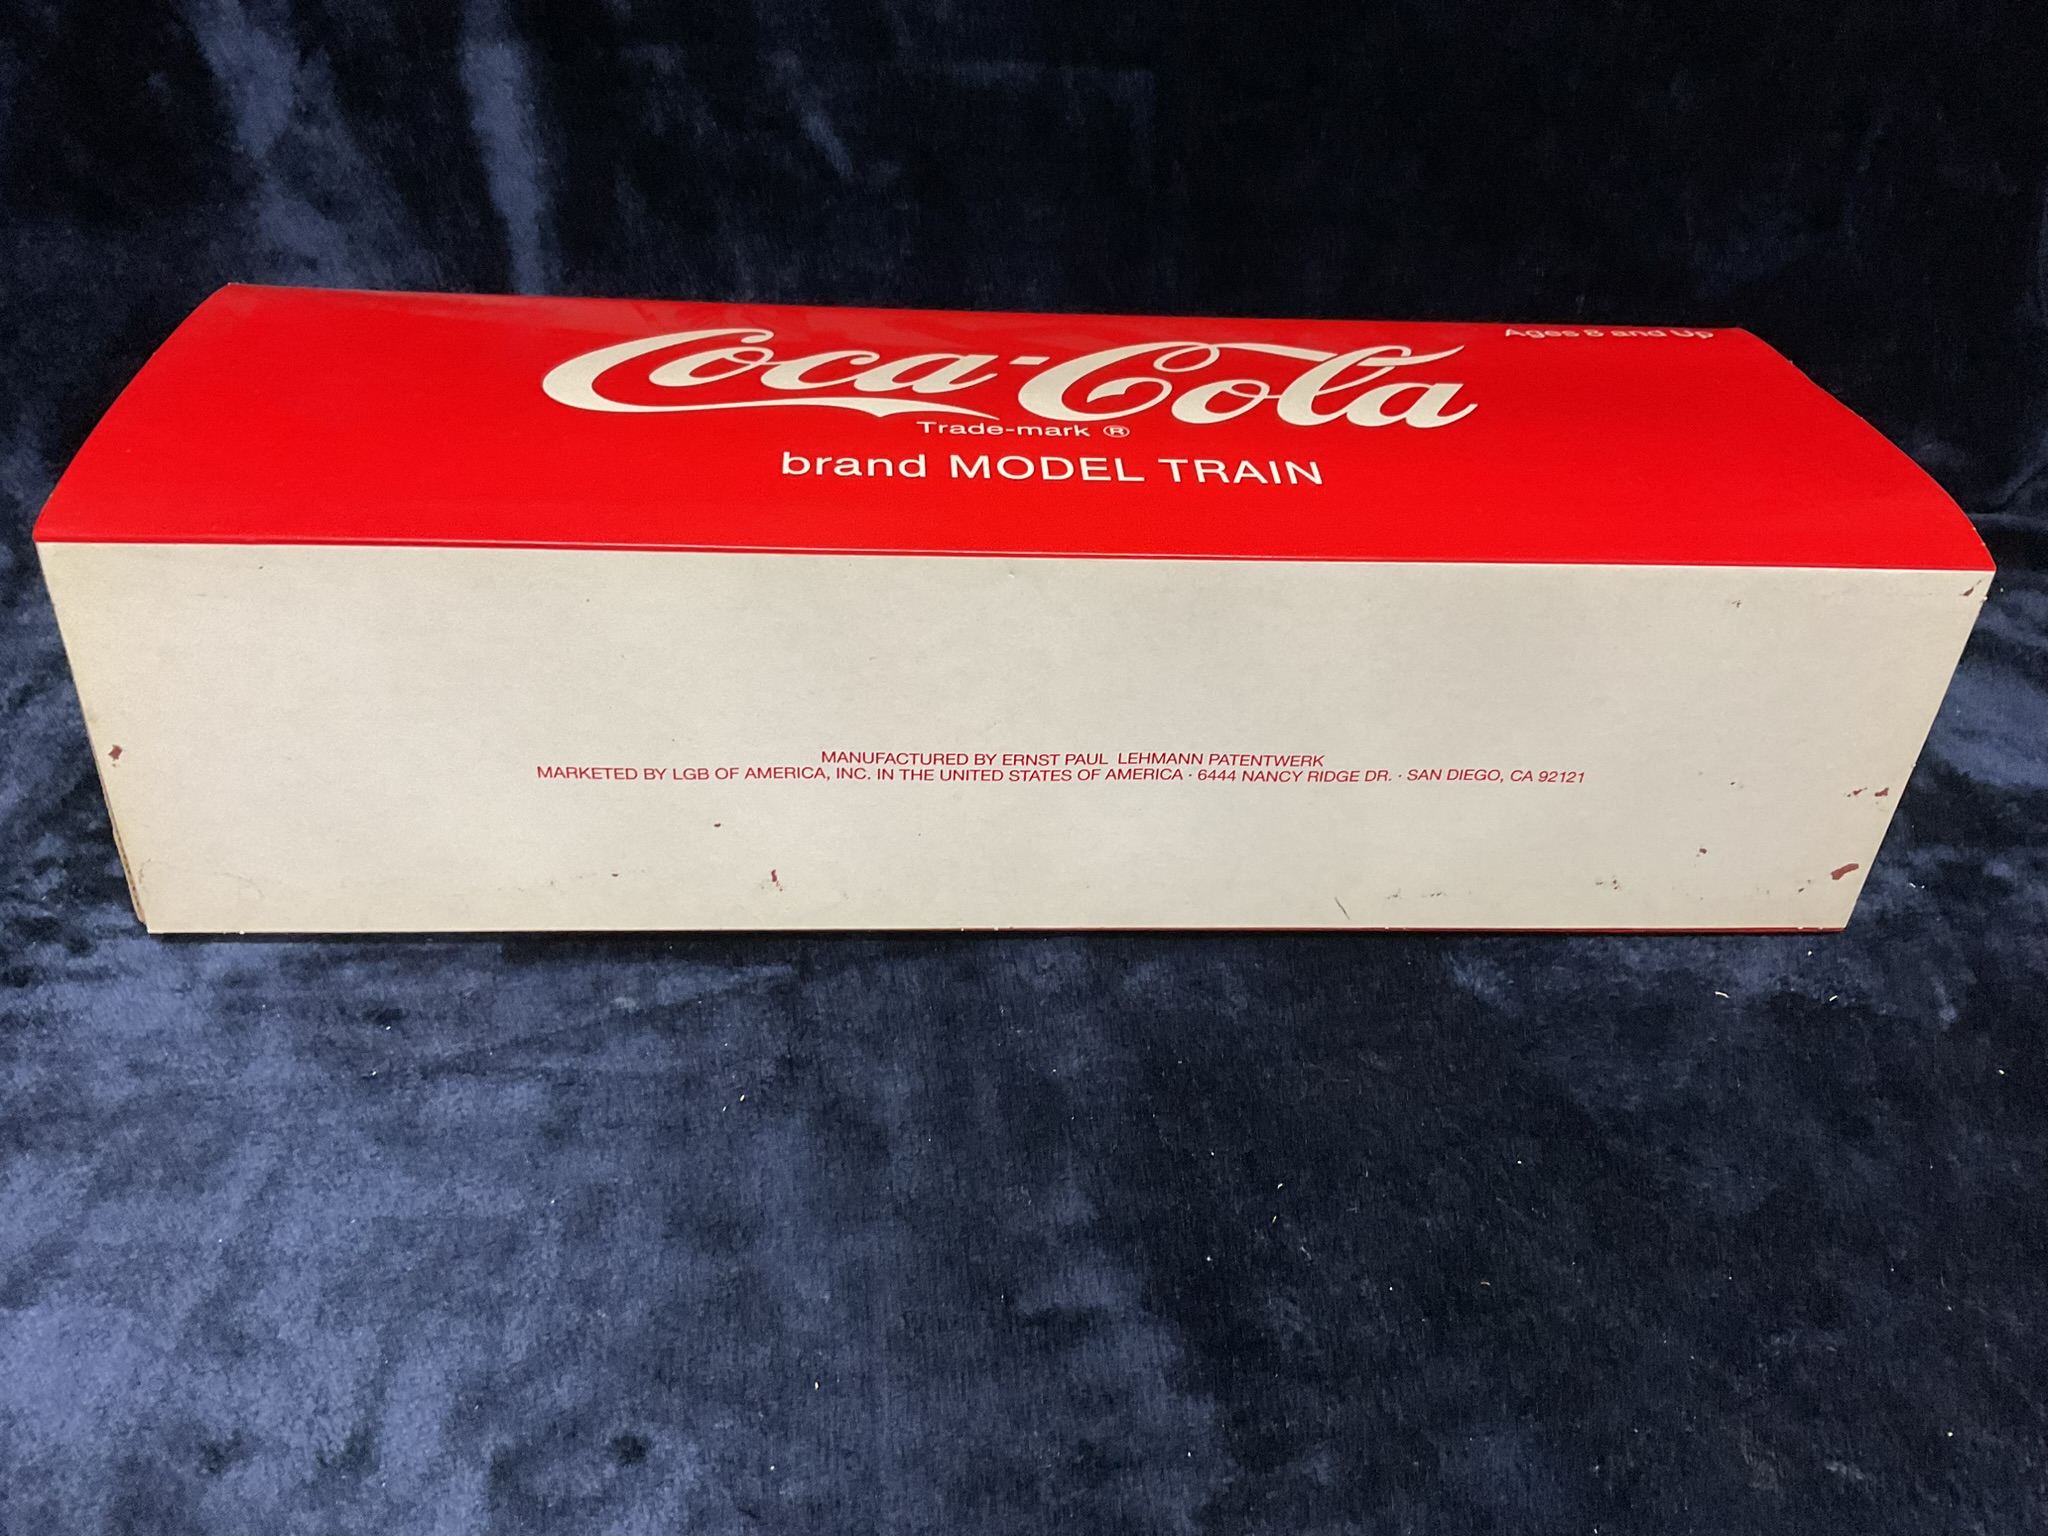 Ages 8 and Up
Coca-Cola
Trade-mark ®
brand MODEL TRAIN
MANUFACTURED BY ERNST PAUL LEHMANN PATENTWERK
MARKETED BY LGB OF AMERICA, INC. IN THE UNITED STATES OF AMERICA · 6444 NANCY RIDGE DR. · SAN DIEGO, CA 92121